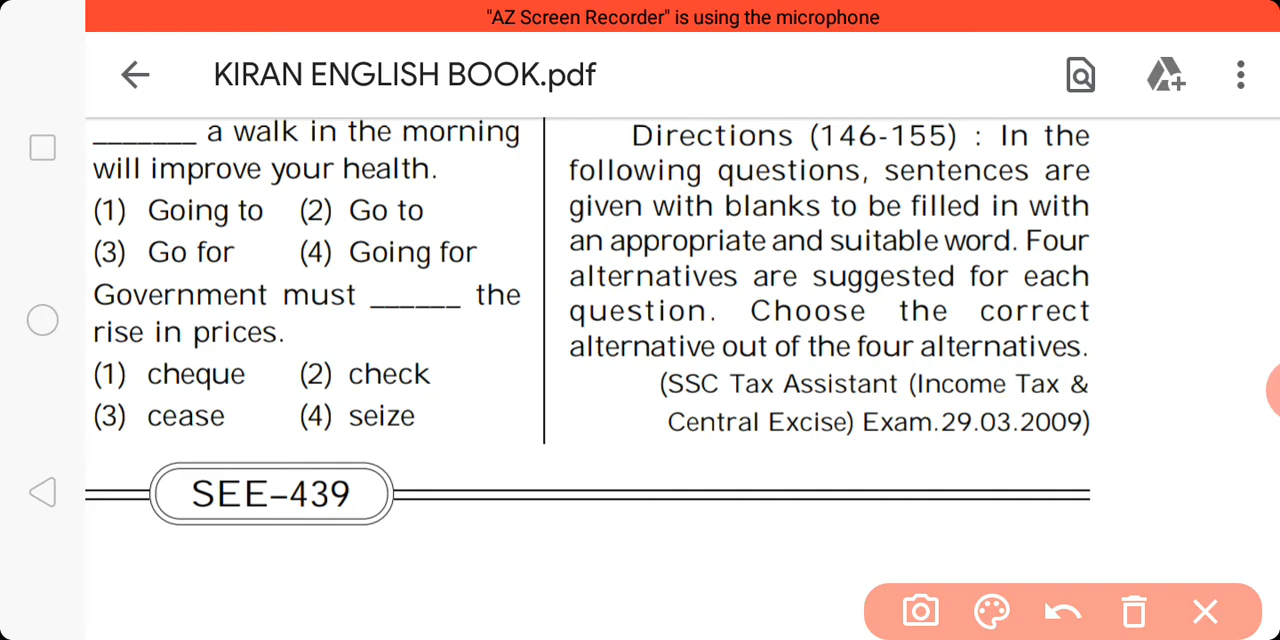 "AZ Screen Recorder" is using the microphone
KIRAN ENGLISH BOOK.pdf
______ a walk in the morning
will improve your health.
(1) Going to (2) Go to
(3) Go for (4) Going for
Government must ______ the
rise in prices.
(1) cheque (2) check
(3) cease (4) seize
Directions (146-155) : In the
following questions, sentences are
given with blanks to be filled in with
an appropriate and suitable word. Four
alternatives are suggested for each
question. Choose the correct
alternative out of the four alternatives.
(SSC Tax Assistant (Income Tax &
Central Excise) Exam.29.03.2009)
SEE–439